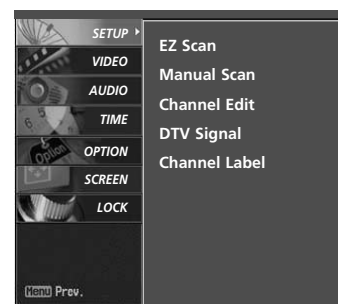 SETUP
VIDEO
AUDIO
TIME
OPTION
SCREEN
LOCK
Menu Prev.
EZ Scan
Manual Scan
Channel Edit
DTV Signal
Channel Label